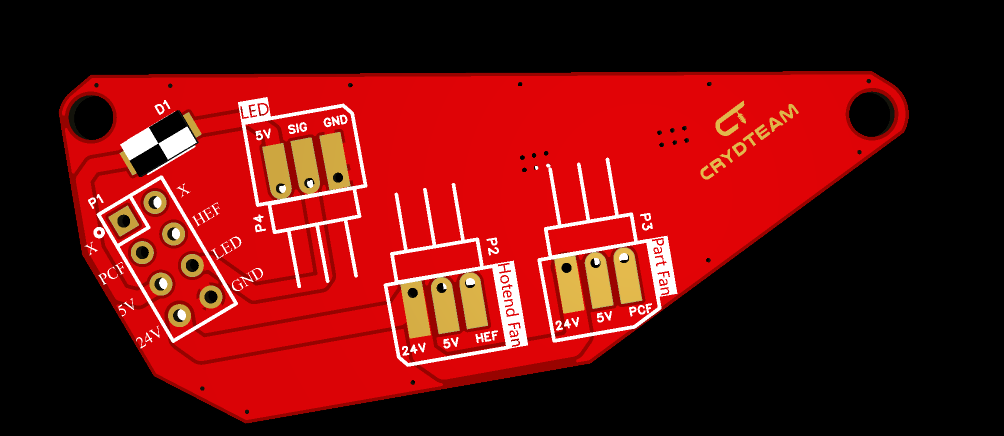 D1
LED
5V SIG GND
P4
P1
X
HEF
LED
GND
X
PCF
5V
24V
P2
Hotend Fan
24V 5V HEF
P3
Part Fan
24V 5V PCF
CRYDTEAM